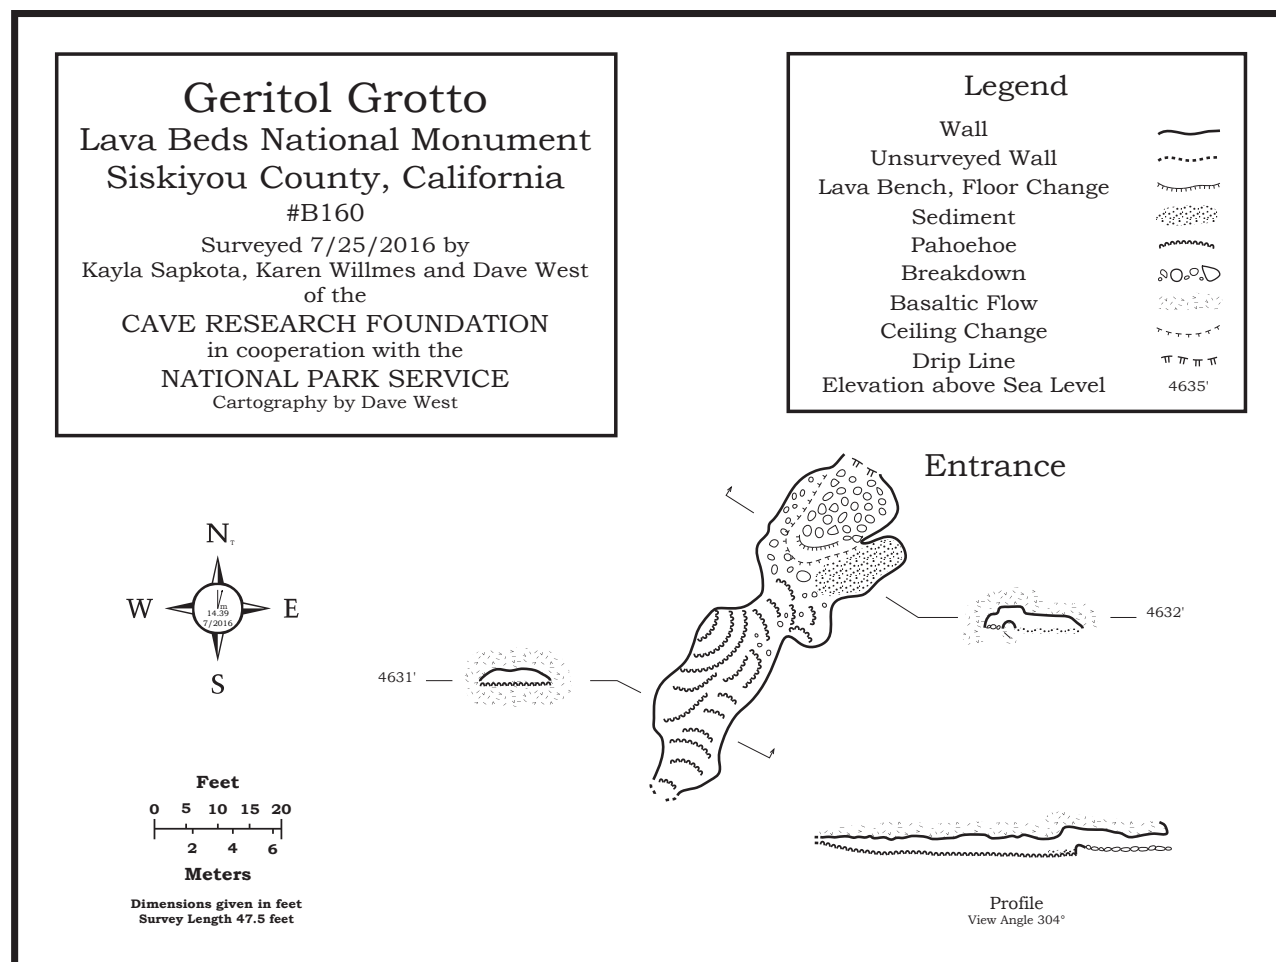 Geritol Grotto
Lava Beds National Monument
Siskiyou County, California
#B160
Surveyed 7/25/2016 by
Kayla Sapkota, Karen Willmes and Dave West
of the
CAVE RESEARCH FOUNDATION
in cooperation with the
NATIONAL PARK SERVICE
Cartography by Dave West
Legend
Wall
Unsurveyed Wall
Lava Bench, Floor Change
Sediment
Pahoehoe
Breakdown
Basaltic Flow
Ceiling Change
Drip Line
Elevation above Sea Level 4635'
Entrance
N T
W E
m
14.39
7/2016
S
4632'
4631'
Feet
0 5 10 15 20
2 4 6
Meters
Dimensions given in feet
Survey Length 47.5 feet
Profile
View Angle 304°